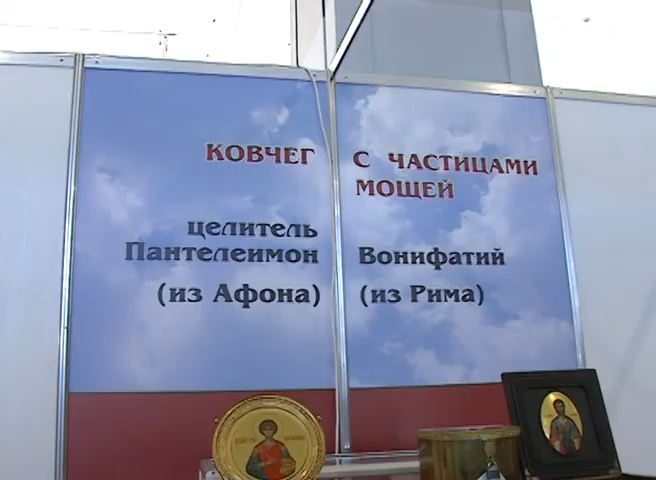 КОВЧЕГ С ЧАСТИЦАМИ
МОЩЕЙ
целитель
Пантелеимон
(из Афона)
Вонифатий
(из Рима)